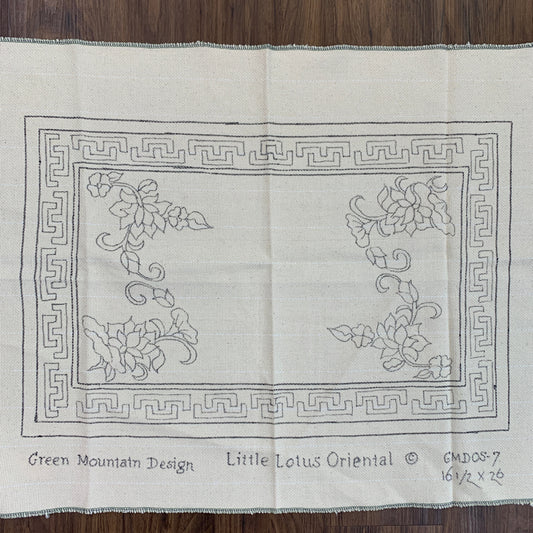 Green Mountain Design Little Lotus Oriental © GMDOS-7
16 1/2 X 26